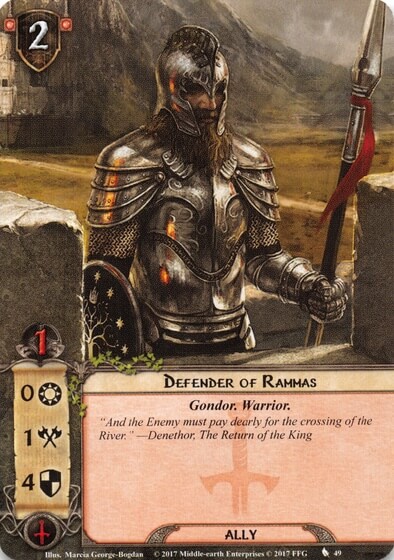 2
1
0
1
4
Defender of Rammas
Gondor. Warrior.
"And the Enemy must pay dearly for the crossing of the
River." —Denethor, The Return of the King
ALLY
Illus. Marcia George-Bogdan © 2017 Middle-earth Enterprises © 2017 FFG 49